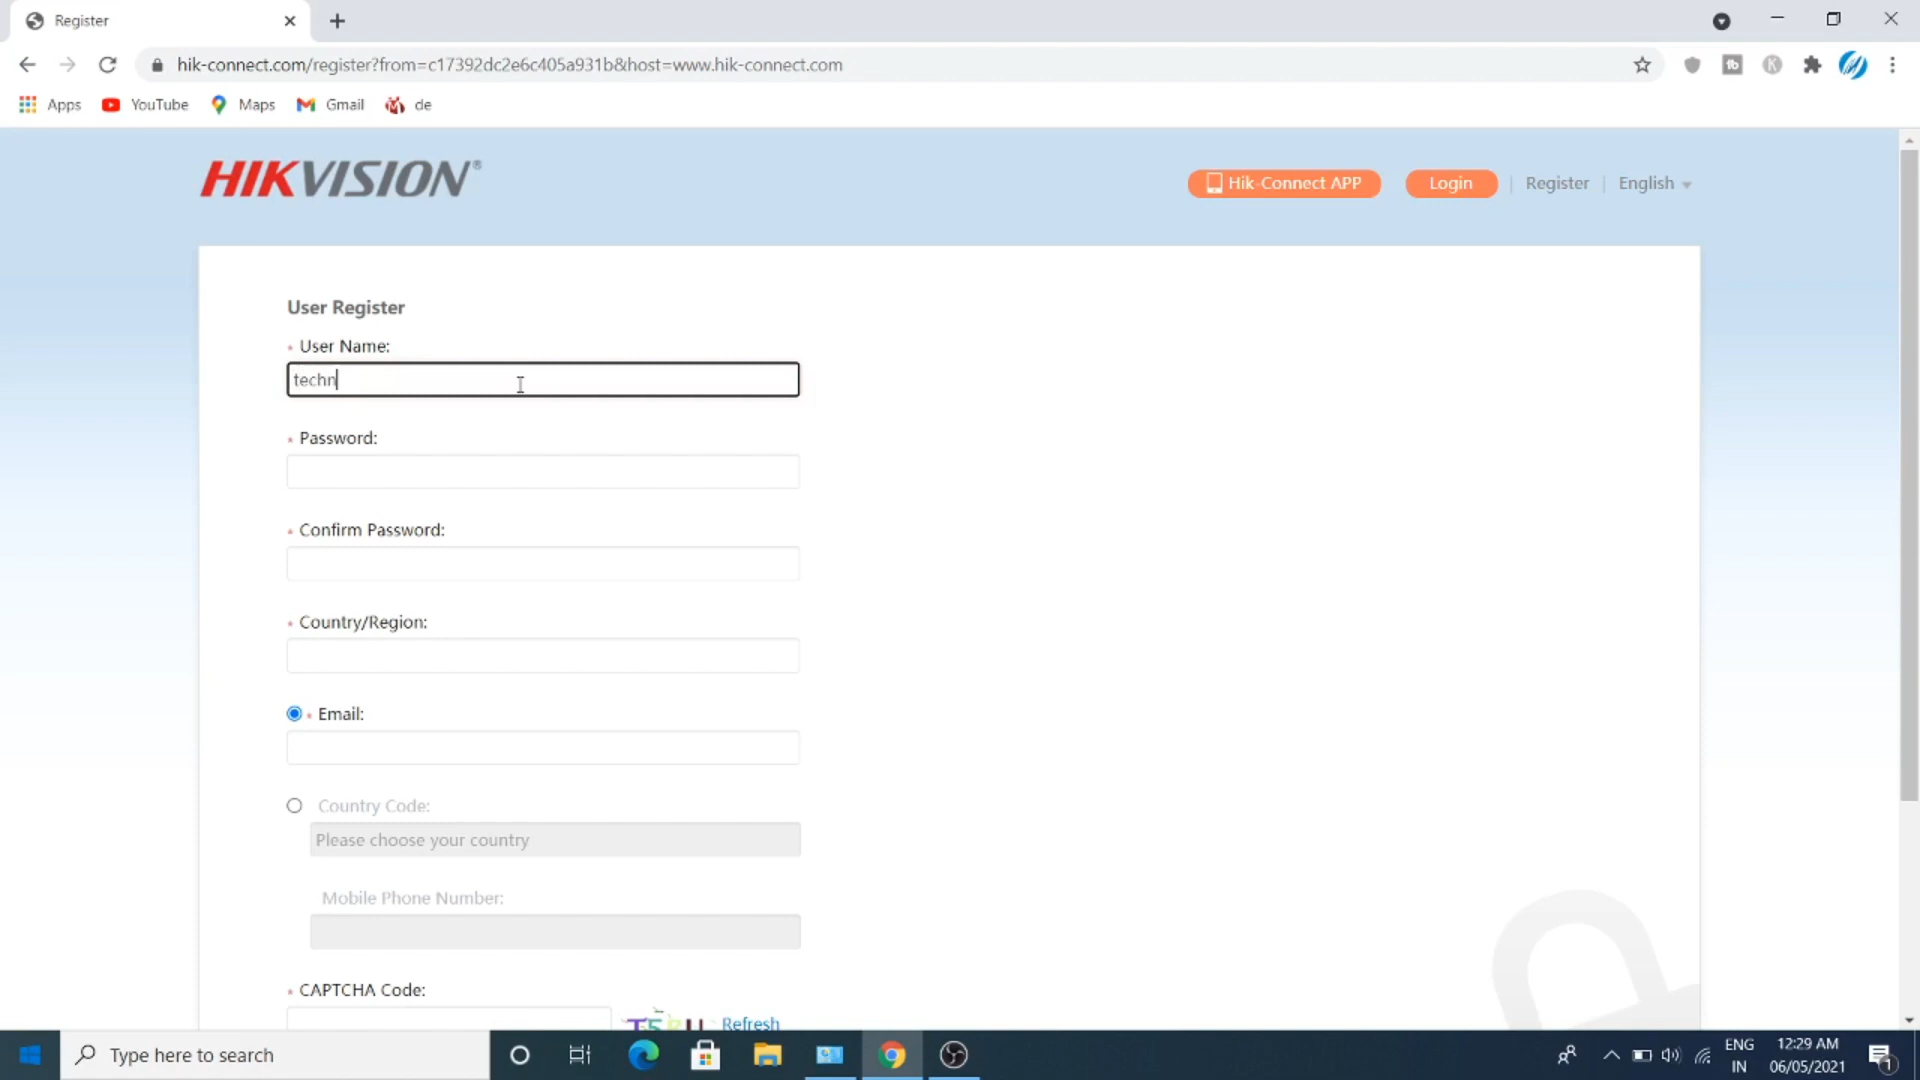 Register
hik-connect.com/register?from=c17392dc2e6c405a931b&host=www.hik-connect.com
Apps YouTube Maps Gmail de
HIKVISION®
Hik-Connect APP Login Register English
User Register
* User Name:
techn
* Password:
* Confirm Password:
* Country/Region:
* Email:
Country Code:
Please choose your country
Mobile Phone Number:
* CAPTCHA Code:
Refresh
Type here to search
ENG
IN
12:29 AM
06/05/2021
1